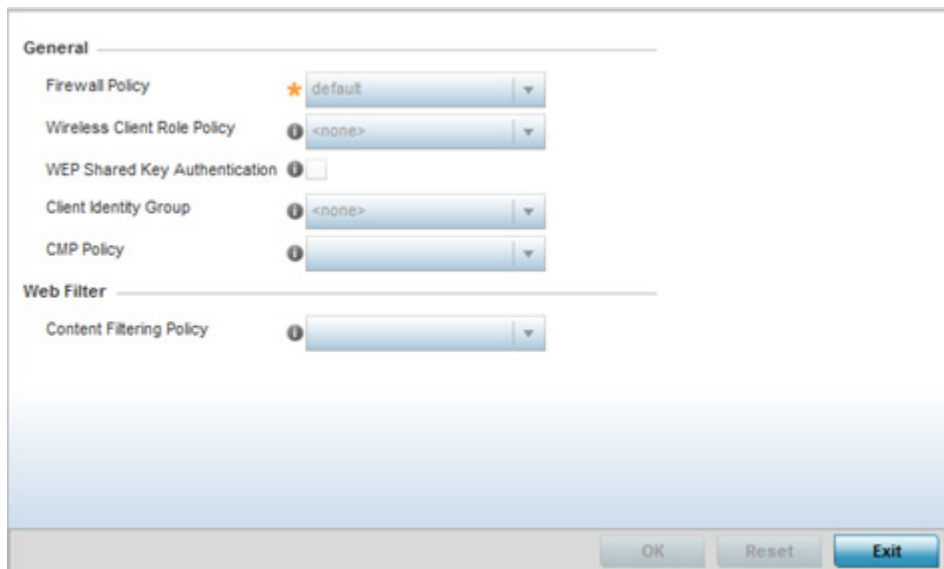 General
Firewall Policy * default
Wireless Client Role Policy <none>
WEP Shared Key Authentication
Client Identity Group <none>
CMP Policy
Web Filter
Content Filtering Policy
OK Reset Exit